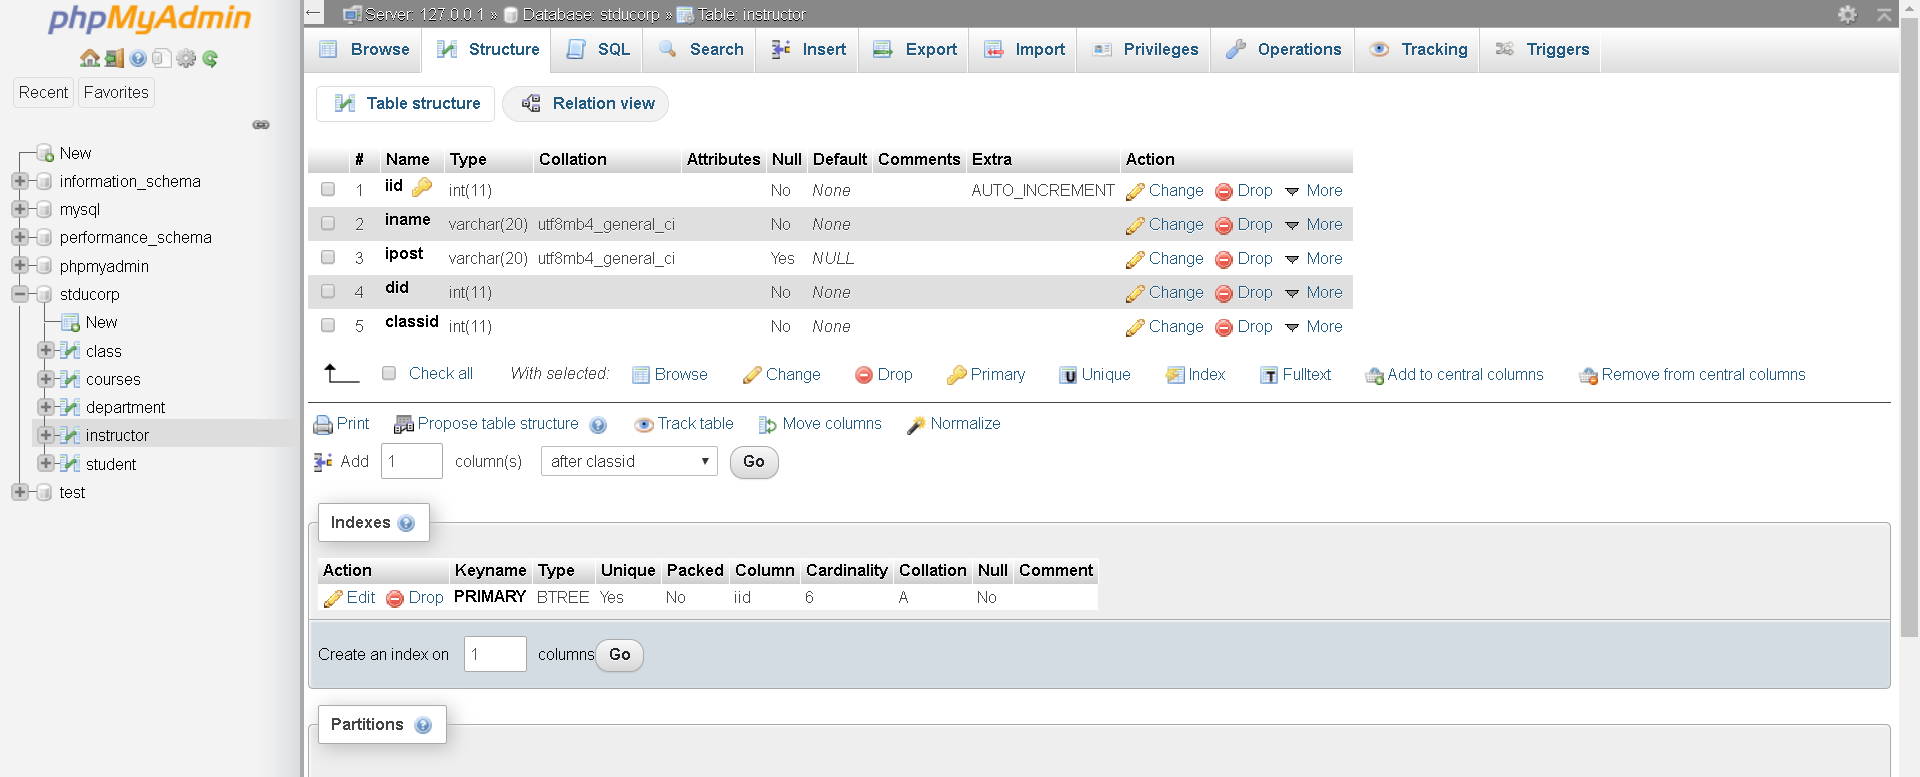 phpMyAdmin
Recent Favorites
New
information_schema
mysql
performance_schema
phpmyadmin
stducorp
New
class
courses
department
instructor
student
test
Server: 127.0.0.1 » Database: stducorp » Table: instructor
Browse Structure SQL Search Insert Export Import Privileges Operations Tracking Triggers
Table structure Relation view
# Name Type Collation Attributes Null Default Comments Extra Action
1 iid int(11) No None AUTO_INCREMENT Change Drop More
2 iname varchar(20) utf8mb4_general_ci No None Change Drop More
3 ipost varchar(20) utf8mb4_general_ci Yes NULL Change Drop More
4 did int(11) No None Change Drop More
5 classid int(11) No None Change Drop More
Check all With selected: Browse Change Drop Primary Unique Index Fulltext Add to central columns Remove from central columns
Print Propose table structure Track table Move columns Normalize
Add 1 column(s) after classid Go
Indexes
Action Keyname Type Unique Packed Column Cardinality Collation Null Comment
Edit Drop PRIMARY BTREE Yes No iid 6 A No
Create an index on 1 columns Go
Partitions